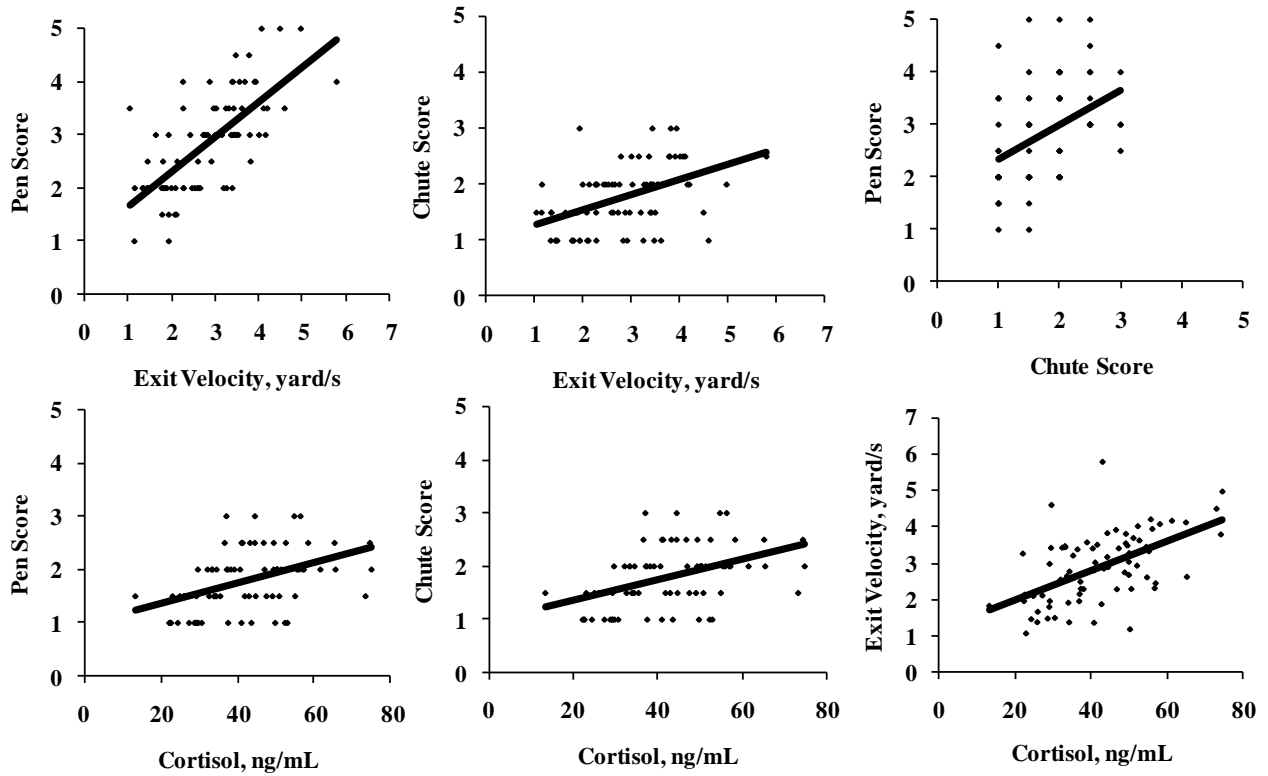 Pen Score
5
4
3
2
1
0
0 1 2 3 4 5 6 7
Exit Velocity, yard/s
Chute Score
5
4
3
2
1
0
0 1 2 3 4 5 6 7
Exit Velocity, yard/s
Pen Score
5
4
3
2
1
0
0 1 2 3 4 5
Chute Score
Pen Score
5
4
3
2
1
0
0 20 40 60 80
Cortisol, ng/mL
Chute Score
5
4
3
2
1
0
0 20 40 60 80
Cortisol, ng/mL
Exit Velocity, yard/s
7
6
5
4
3
2
1
0
0 20 40 60 80
Cortisol, ng/mL